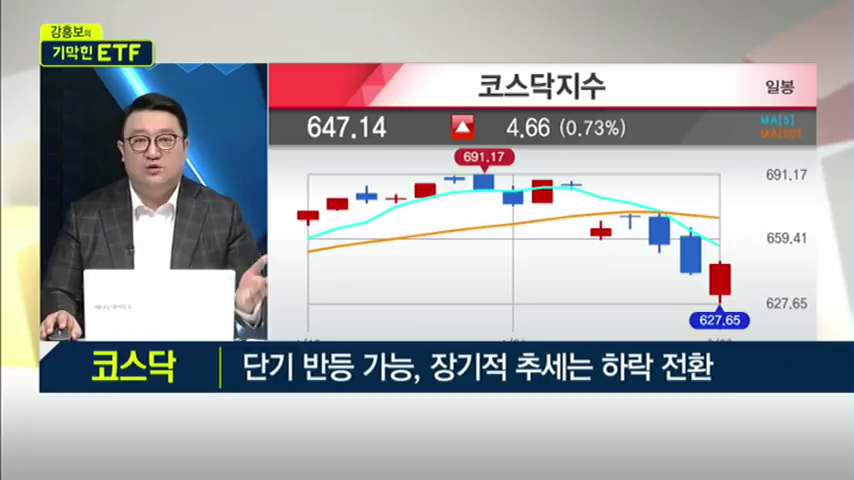 강흥보의
기막힌 ETF
코스닥지수
일봉
647.14
4.66 (0.73%)
MA[5]
MA[20]
691.17
691.17
659.41
627.65
627.65
코스닥 단기 반등 가능, 장기적 추세는 하락 전환